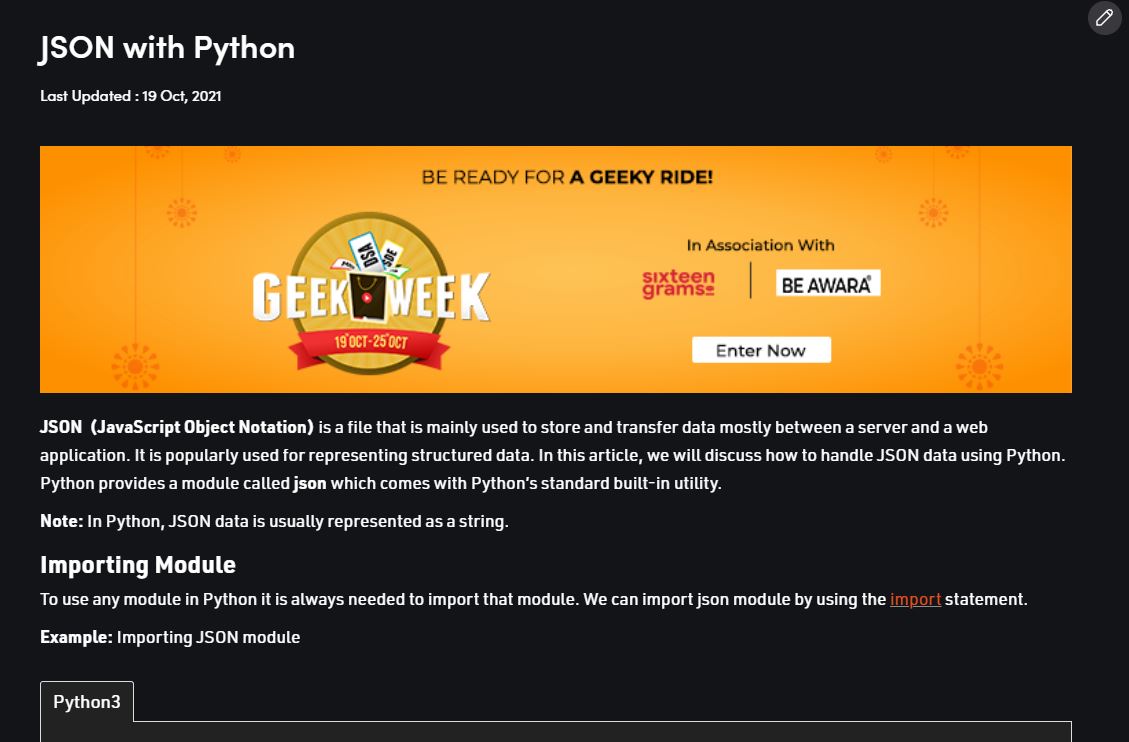 JSON with Python
Last Updated : 19 Oct, 2021
BE READY FOR A GEEKY RIDE!
DSA
SDE
GEEK WEEK
19 OCT-25 OCT
In Association With
sixteen
grams
BE AWARA
Enter Now
JSON (JavaScript Object Notation) is a file that is mainly used to store and transfer data mostly between a server and a web
application. It is popularly used for representing structured data. In this article, we will discuss how to handle JSON data using Python.
Python provides a module called json which comes with Python’s standard built-in utility.
Note: In Python, JSON data is usually represented as a string.
Importing Module
To use any module in Python it is always needed to import that module. We can import json module by using the import statement.
Example: Importing JSON module
Python3